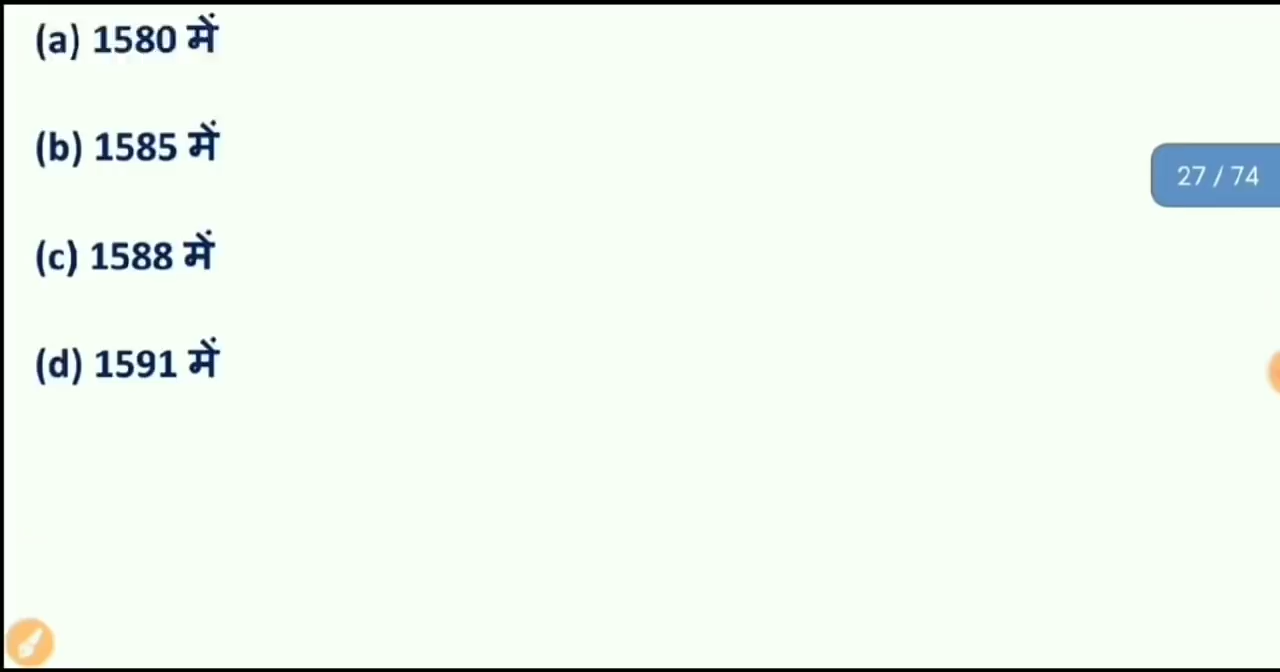 (a) 1580 में
(b) 1585 में
27 / 74
(c) 1588 में
(d) 1591 में